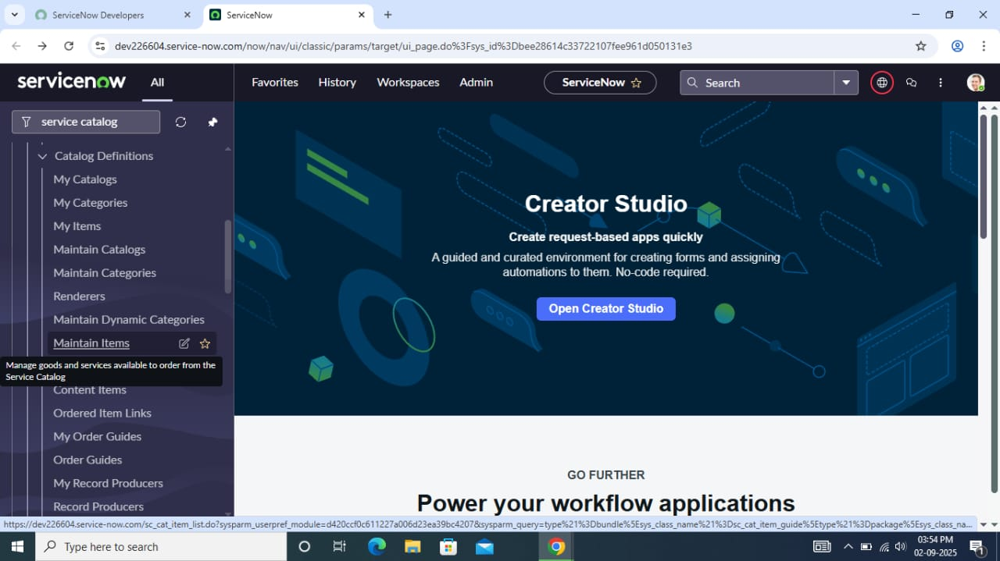 ServiceNow Developers
ServiceNow
dev226604.service-now.com/now/nav/ui/classic/params/target/ui_page.do%3Fsys_id%3Dbee28614c33722107fee961d050131e3
servicenow
All
Favorites
History
Workspaces
Admin
ServiceNow
Search
service catalog
Catalog Definitions
My Catalogs
My Categories
My Items
Maintain Catalogs
Maintain Categories
Renderers
Maintain Dynamic Categories
Maintain Items
Manage goods and services available to order from the
Service Catalog
Content Items
Ordered Item Links
My Order Guides
Order Guides
My Record Producers
Record Producers
Creator Studio
Create request-based apps quickly
A guided and curated environment for creating forms and assigning
automations to them. No-code required.
Open Creator Studio
GO FURTHER
Power your workflow applications
https://dev226604.service-now.com/sc_cat_item_list.do?sysparm_userpref_module=d420ccf0c611227a006d23ea39bc4207&sysparm_query=type%21%3Dbundle%5Esys_class_name%21%3Dsc_cat_item_guide%5Etype%21%3Dpackage%5Esys_class_na...
Type here to search
03:54 PM
02-09-2025
1